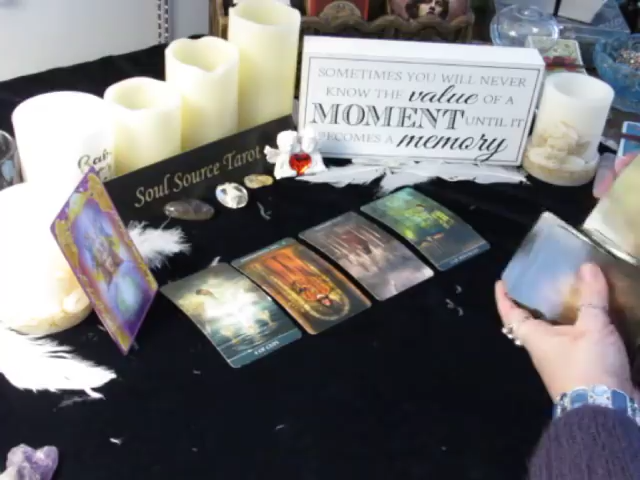 SOMETIMES YOU WILL NEVER
KNOW THE value OF A
MOMENT UNTIL IT
BECOMES A memory
Soul Source Tarot